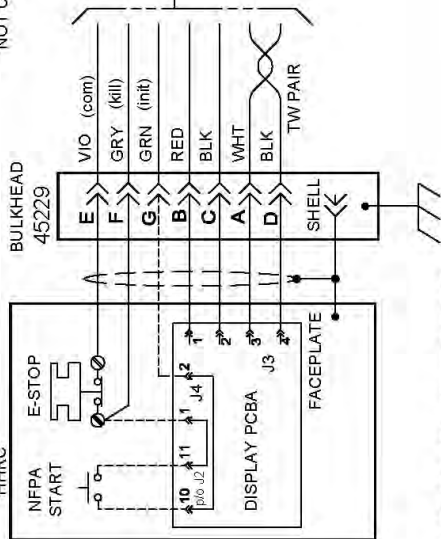 BULKHEAD
45229
VIO (com)
GRY (kill)
GRN (init)
RED
BLK
WHT
BLK
TW PAIR
E
F
G
B
C
A
D
SHELL
NFPA
START
E-STOP
10
11
1
2
p/o J2
J4
1
2
3
4
J3
DISPLAY PCBA
FACEPLATE